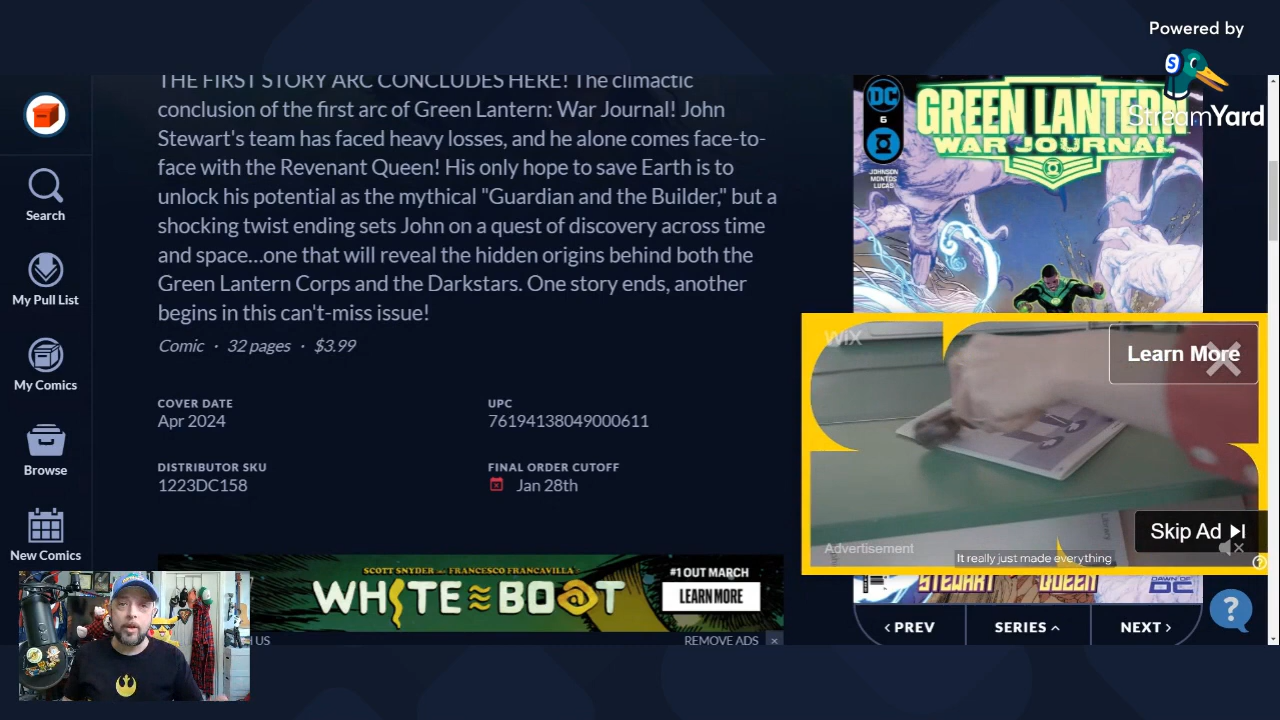 Powered by
StreamYard
THE FIRST STORY ARC CONCLUDES HERE! The climactic
conclusion of the first arc of Green Lantern: War Journal! John
Stewart's team has faced heavy losses, and he alone comes face-to-
face with the Revenant Queen! His only hope to save Earth is to
unlock his potential as the mythical "Guardian and the Builder," but a
shocking twist ending sets John on a quest of discovery across time
and space...one that will reveal the hidden origins behind both the
Green Lantern Corps and the Darkstars. One story ends, another
begins in this can't-miss issue!
Comic · 32 pages · $3.99
COVER DATE
Apr 2024
UPC
76194138049000611
DISTRIBUTOR SKU
1223DC158
FINAL ORDER CUTOFF
Jan 28th
Search
My Pull List
My Comics
Browse
New Comics
DC
6
JOHNSON
MONTOS
LUCAS
GREEN LANTERN
WAR JOURNAL
WiX
Learn More
Skip Ad
Advertisement
It really just made everything
STEWART
QUEEN
DAWN OF
DC
SCOTT SNYDER FRANCESCO FRANCAVILLA'S
WHITE BOAT
#1 OUT MARCH
LEARN MORE
US
REMOVE ADS ×
‹ PREV
SERIES
NEXT ›
?